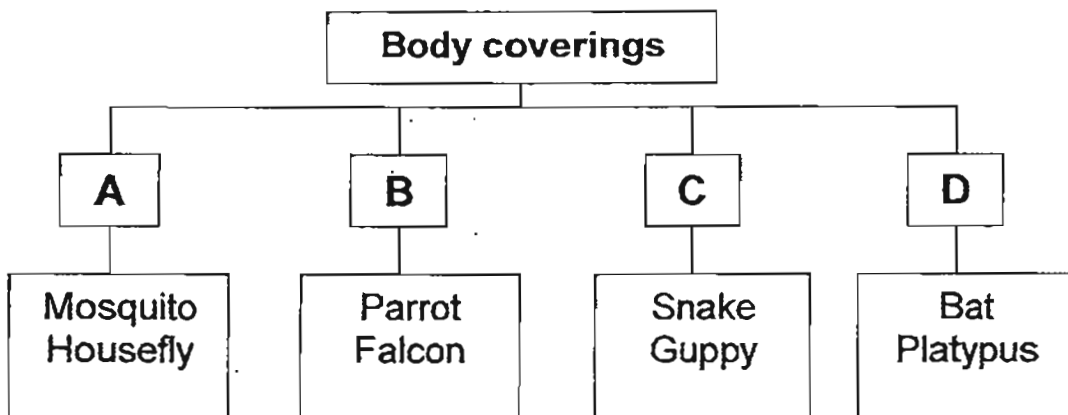 Body coverings
A
B
C
D
Mosquito
Housefly
Parrot
Falcon
Snake
Guppy
Bat
Platypus